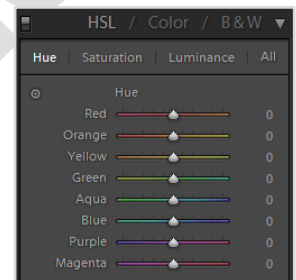 HSL / Color / B&W
Hue | Saturation | Luminance | All
Hue
Red 0
Orange 0
Yellow 0
Green 0
Aqua 0
Blue 0
Purple 0
Magenta 0